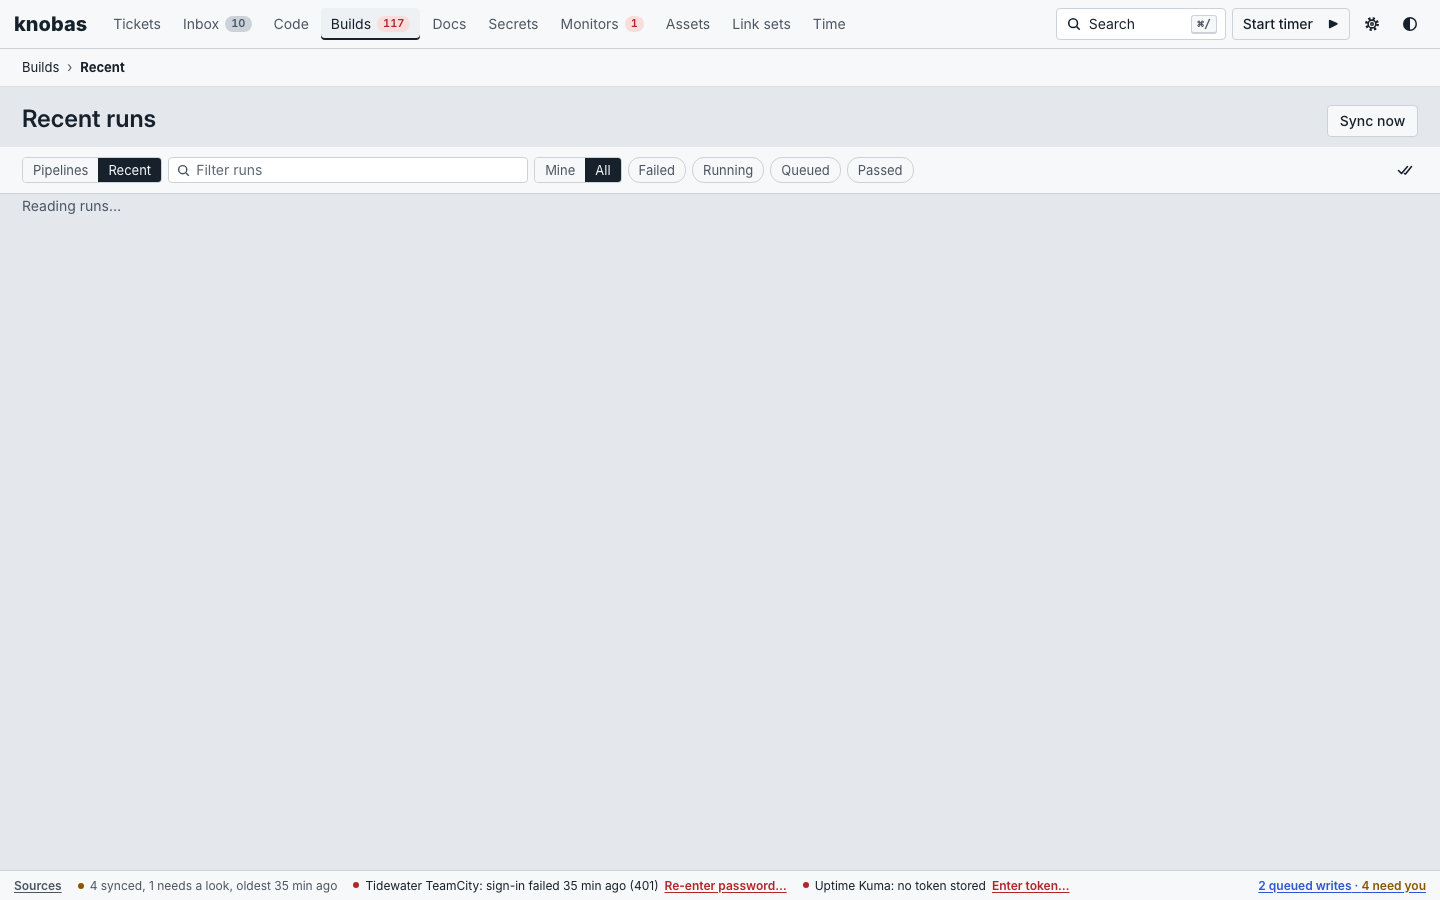 knobas Tickets Inbox 10 Code Builds 117 Docs Secrets Monitors 1 Assets Link sets Time Search ⌘/ Start timer
Builds › Recent
Recent runs Sync now
Pipelines Recent Filter runs Mine All Failed Running Queued Passed
Reading runs...
Sources 4 synced, 1 needs a look, oldest 35 min ago Tidewater TeamCity: sign-in failed 35 min ago (401) Re-enter password... Uptime Kuma: no token stored Enter token... 2 queued writes · 4 need you